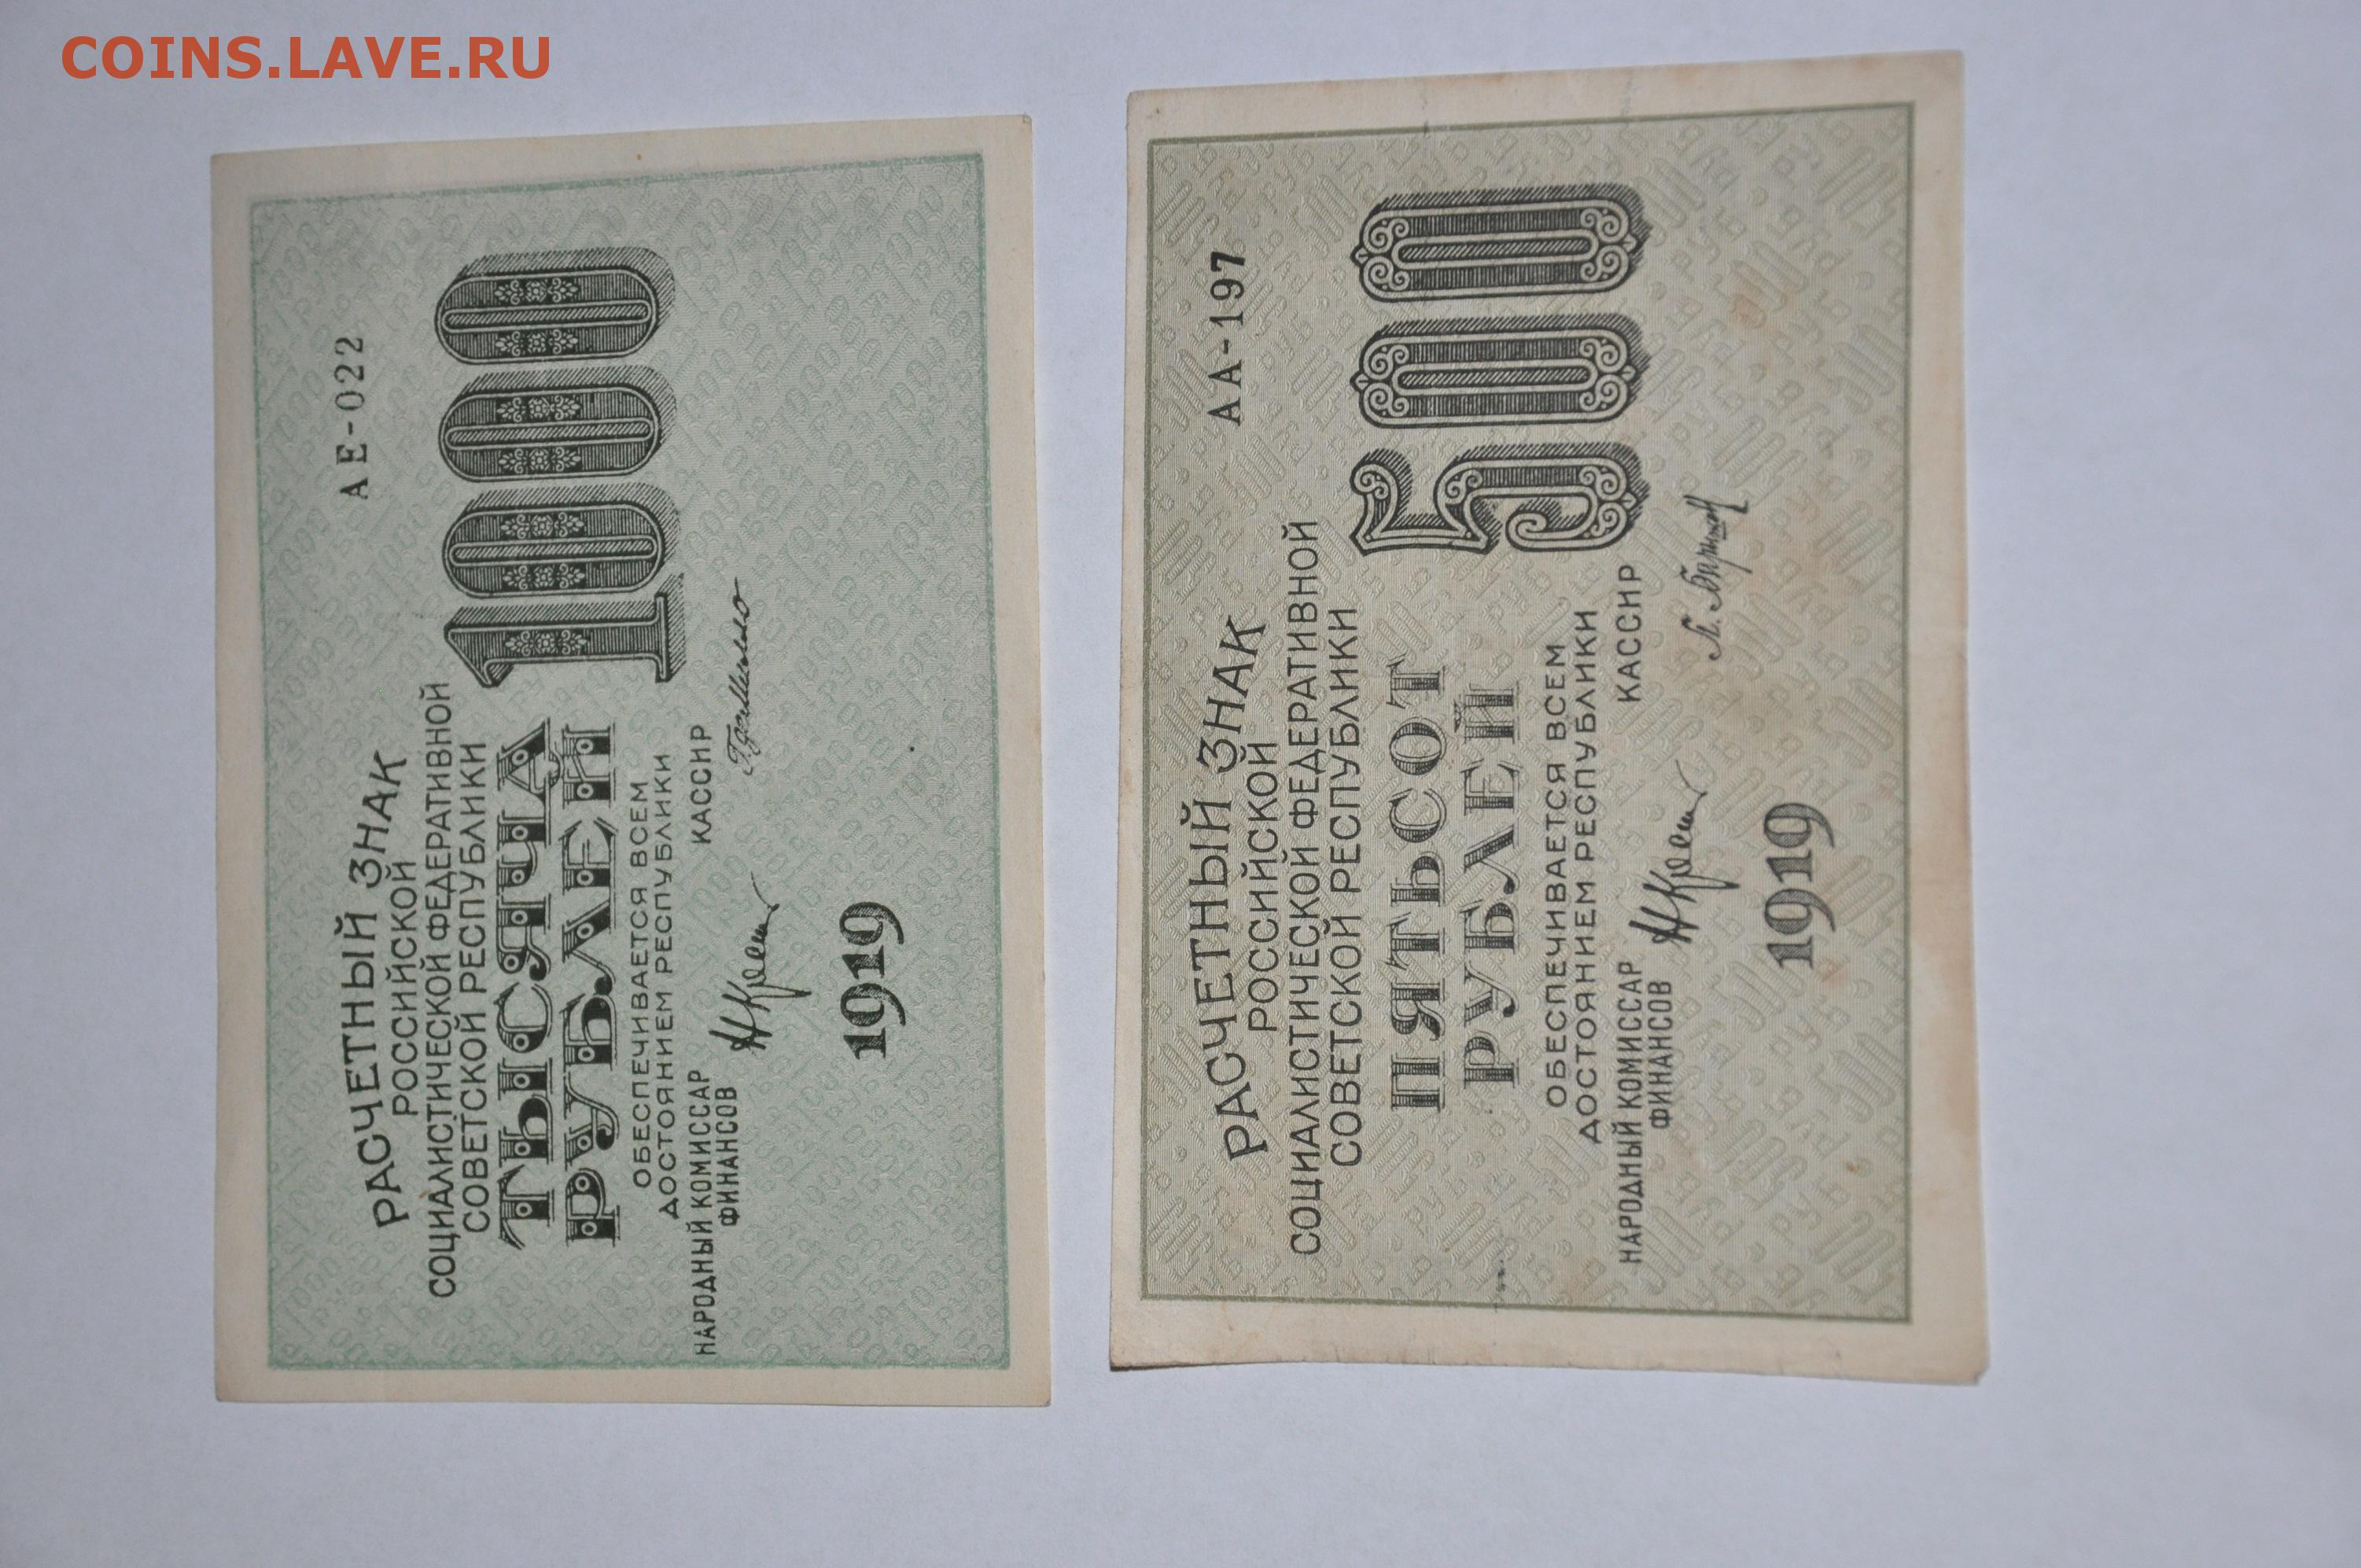 COINS.LAVE.RU
АЕ-022
РАСЧЕТНЫЙ ЗНАК
РОССИЙСКОЙ
СОЦИАЛИСТИЧЕСКОЙ ФЕДЕРАТИВНОЙ
СОВЕТСКОЙ РЕСПУБЛИКИ
1000
ТЫСЯЧА
РУБЛЕЙ
ОБЕСПЕЧИВАЕТСЯ ВСЕМ
ДОСТОЯНИЕМ РЕСПУБЛИКИ
НАРОДНЫЙ КОМИССАР
ФИНАНСОВ
КАССИР
1919
АА-197
РАСЧЕТНЫЙ ЗНАК
РОССИЙСКОЙ
СОЦИАЛИСТИЧЕСКОЙ ФЕДЕРАТИВНОЙ
СОВЕТСКОЙ РЕСПУБЛИКИ
500
ПЯТЬСОТ
РУБЛЕЙ
ОБЕСПЕЧИВАЕТСЯ ВСЕМ
ДОСТОЯНИЕМ РЕСПУБЛИКИ
НАРОДНЫЙ КОМИССАР
ФИНАНСОВ
КАССИР
1919